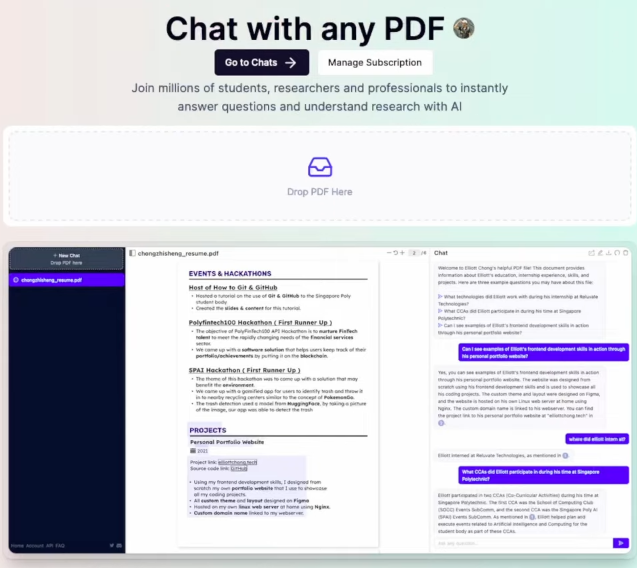 Chat with any PDF
Go to Chats →
Manage Subscription
Join millions of students, researchers and professionals to instantly
answer questions and understand research with AI
Drop PDF Here
+ New Chat
Drop PDF here
chongzhisheng_resume.pdf
chongzhisheng_resume.pdf
EVENTS & HACKATHONS
Host of How to Git & GitHub
• Hosted a tutorial on the use of Git & GitHub to the Singapore Poly
student body
• Created the slides & content for this tutorial.
Polyfintech100 Hackathon ( First Runner Up )
• The objective of PolyFintech100 API Hackathon is to nurture FinTech
talent to meet the rapidly changing needs of the financial services
sector.
• We came up with a software solution that helps users keep track of their
portfolio/achievements by putting it on the blockchain.
SPAI Hackathon ( First Runner Up )
• The theme of this hackathon was to come up with a solution that may
benefit the environment.
• We came up with a gamified app for users to identify trash and throw it
in to nearby recycling centers similar to the concept of PokemonGo.
• The trash detection used a model from HuggingFace, by taking a picture
of the image, our app was able to detect the trash
PROJECTS
Personal Portfolio Website
2022
Project link: elliottchong.tech
Source code link: GitHub
• Using my frontend development skills, I designed from
scratch my own portfolio website that I use to showcase
all my coding projects.
• All custom theme and layout designed on Figma
• Hosted on my own linux web server at home using Nginx.
• Custom domain name linked to my webserver.
Chat
Welcome to Elliott Chong's helpful PDF file! This document provides
information about Elliott's education, internship experience, skills, and
projects. Here are three example questions you may have about this file:
What technologies did Elliott work with during his internship at Reluvate
Technologies?
What CCAs did Elliott participate in during his time at Singapore
Polytechnic?
Can I see examples of Elliott's frontend development skills in action
through his personal portfolio website?
Can I see examples of Elliott's frontend development skills in action through
his personal portfolio website?
Yes, you can see examples of Elliott's frontend development skills in action
through his personal portfolio website. The website was designed from
scratch using his frontend development skills and is used to showcase all
his coding projects. The custom theme and layout were designed on Figma,
and the website is hosted on his own Linux web server at home using
Nginx. The custom domain name is linked to his webserver. You can find
the project link to his personal website at "elliottchong.tech" in
where did elliott intern at?
Elliott interned at Reluvate Technologies, as mentioned in
What CCAs did Elliott participate in during his time at Singapore
Polytechnic?
Elliott participated in two CCAs (Co-Curricular Activities) during his time at
Singapore Polytechnic. The first CCA was the School of Computing Club
(SOCC) Events SubComm, and the second CCA was the Singapore Poly AI
(SPAI) Events SubComm. As mentioned in, Elliott helped plan and
execute events related to Artificial Intelligence and Computing for the
student body as part of these CCAs.
Ask any question...
Home Account API FAQ